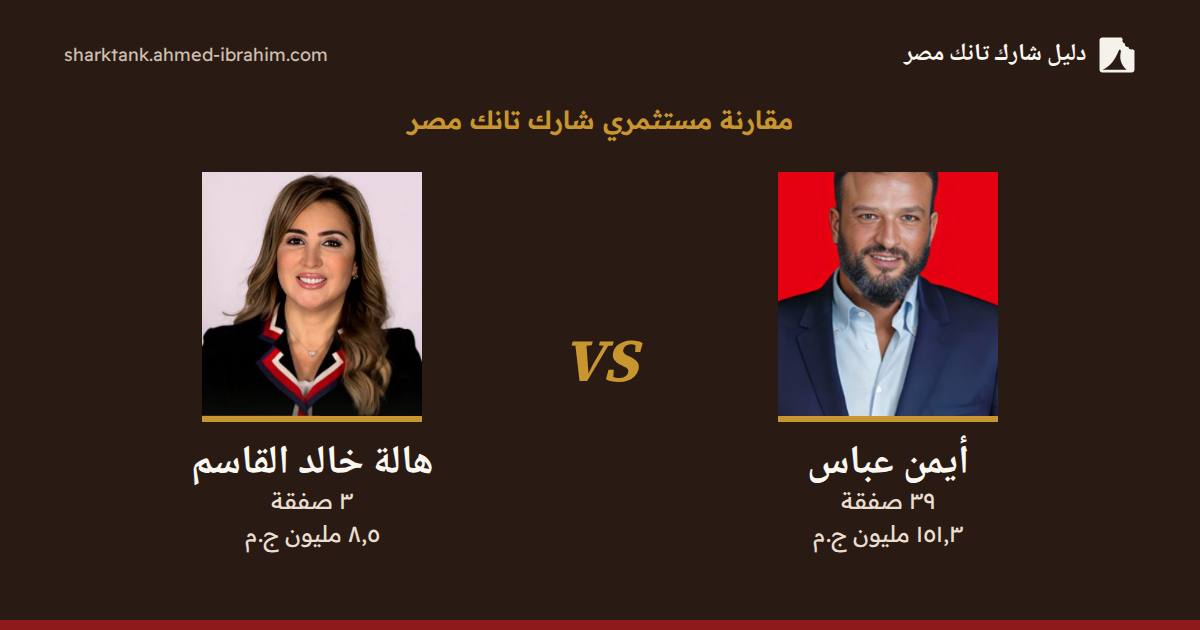 دليل شارك تانك مصر
sharktank.ahmed-ibrahim.com
مقارنة مستثمري شارك تانك مصر
VS
أيمن عباس
٣٩ صفقة
١٥١,٣ مليون ج.م
هالة خالد القاسم
٣ صفقة
٨,٥ مليون ج.م